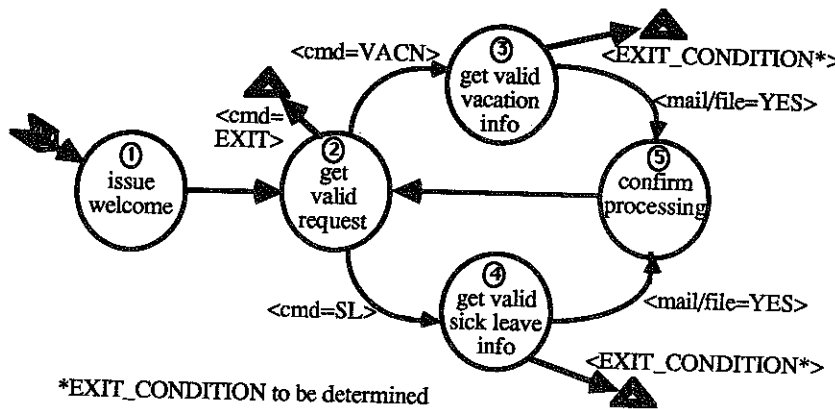 ①
issue
welcome
<cmd=
EXIT>
②
get
valid
request
<cmd=VACN>
③
get valid
vacation
info
<EXIT_CONDITION*>
<mail/file=YES>
⑤
confirm
processing
<cmd=SL>
④
get valid
sick leave
info
<mail/file=YES>
<EXIT_CONDITION*>
*EXIT_CONDITION to be determined